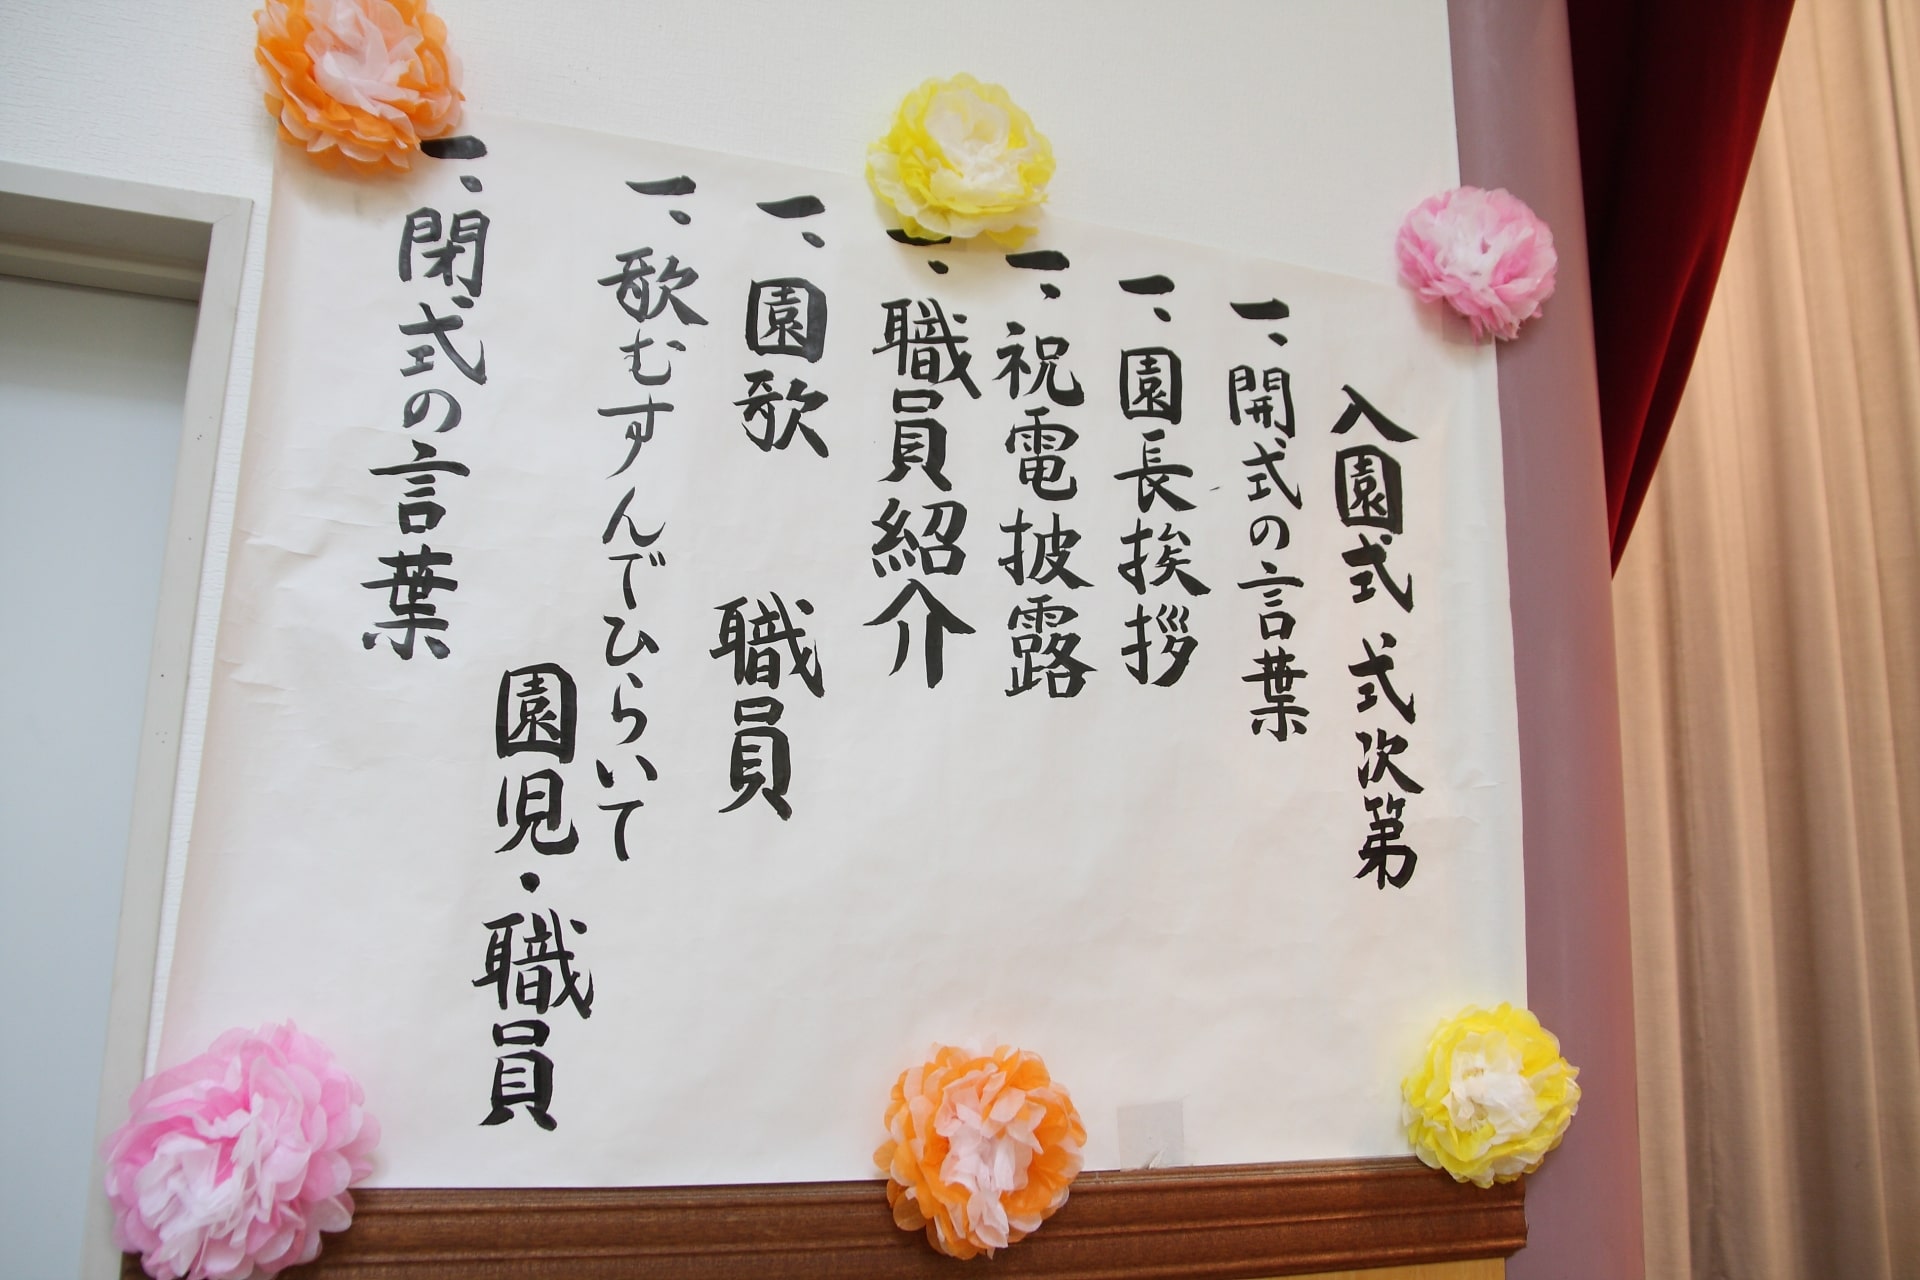 入園式 式次第
一、開式の言葉
一、園長挨拶
一、祝電披露
一、職員紹介
一、園歌 職員
一、歌むすんでひらいて
園児・職員
一、閉式の言葉